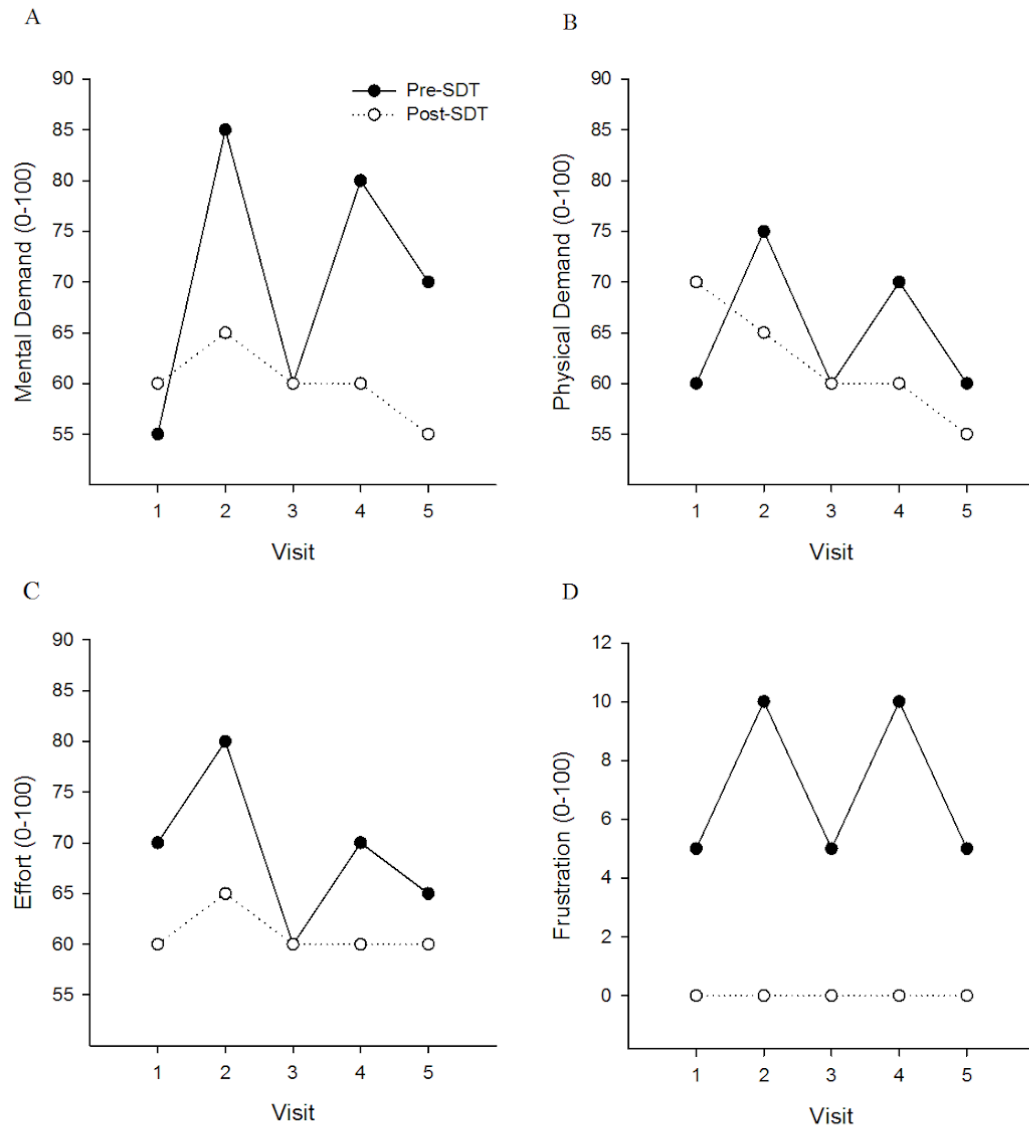 A
90
85
80
75
70
65
60
55
Mental Demand (0-100)
Pre-SDT
Post-SDT
1 2 3 4 5
Visit
B
90
85
80
75
70
65
60
55
Physical Demand (0-100)
1 2 3 4 5
Visit
C
90
85
80
75
70
65
60
55
Effort (0-100)
1 2 3 4 5
Visit
D
12
10
8
6
4
2
0
Frustration (0-100)
1 2 3 4 5
Visit